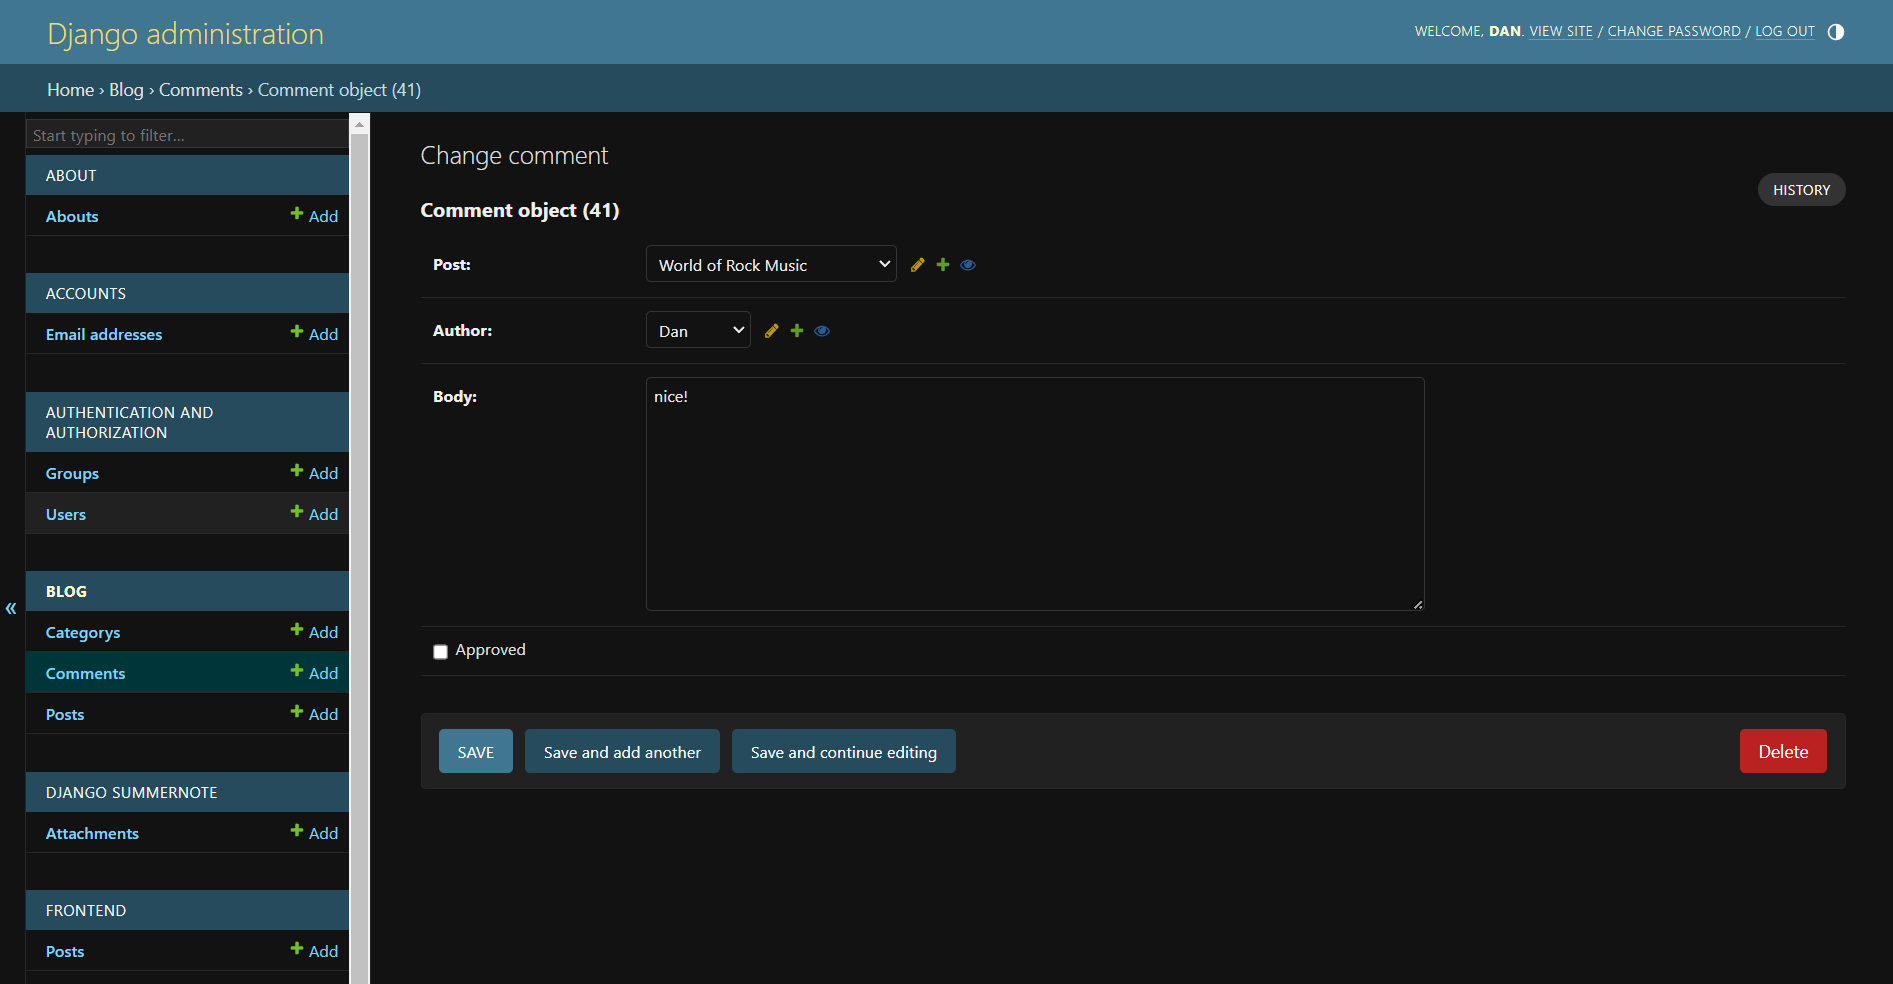 Django administration
WELCOME, DAN. VIEW SITE / CHANGE PASSWORD / LOG OUT
Home › Blog › Comments › Comment object (41)
Start typing to filter...
ABOUT
Abouts Add
ACCOUNTS
Email addresses Add
AUTHENTICATION AND
AUTHORIZATION
Groups Add
Users Add
BLOG
Categorys Add
Comments Add
Posts Add
DJANGO SUMMERNOTE
Attachments Add
FRONTEND
Posts Add
«
Change comment
HISTORY
Comment object (41)
Post: World of Rock Music
Author: Dan
Body: nice!
Approved
SAVE Save and add another Save and continue editing Delete